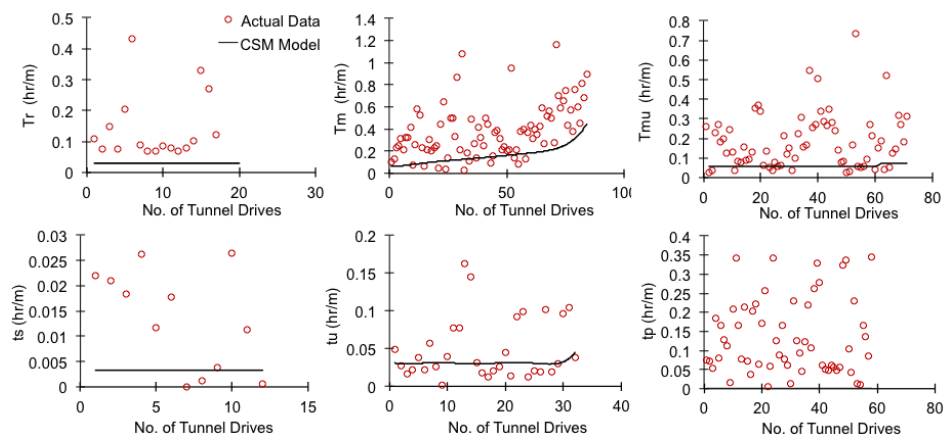 Actual Data
CSM Model
Tr (hr/m)
0.5
0.4
0.3
0.2
0.1
0
0 10 20 30
No. of Tunnel Drives
Tm (hr/m)
1.4
1.2
1
0.8
0.6
0.4
0.2
0
0 50 10
No. of Tunnel Drives
Tmu (hr/m)
0.8
0.7
0.6
0.5
0.4
0.3
0.2
0.1
0
0 20 40 60 80
No. of Tunnel Drives
ts (hr/m)
0.03
0.025
0.02
0.015
0.01
0.005
0
0 5 10 15
No. of Tunnel Drives
tu (hr/m)
0.2
0.15
0.1
0.05
0
0 10 20 30 40
No. of Tunnel Drives
tp (hr/m)
0.4
0.35
0.3
0.25
0.2
0.15
0.1
0.05
0
0 20 40 60 80
No. of Tunnel Drives